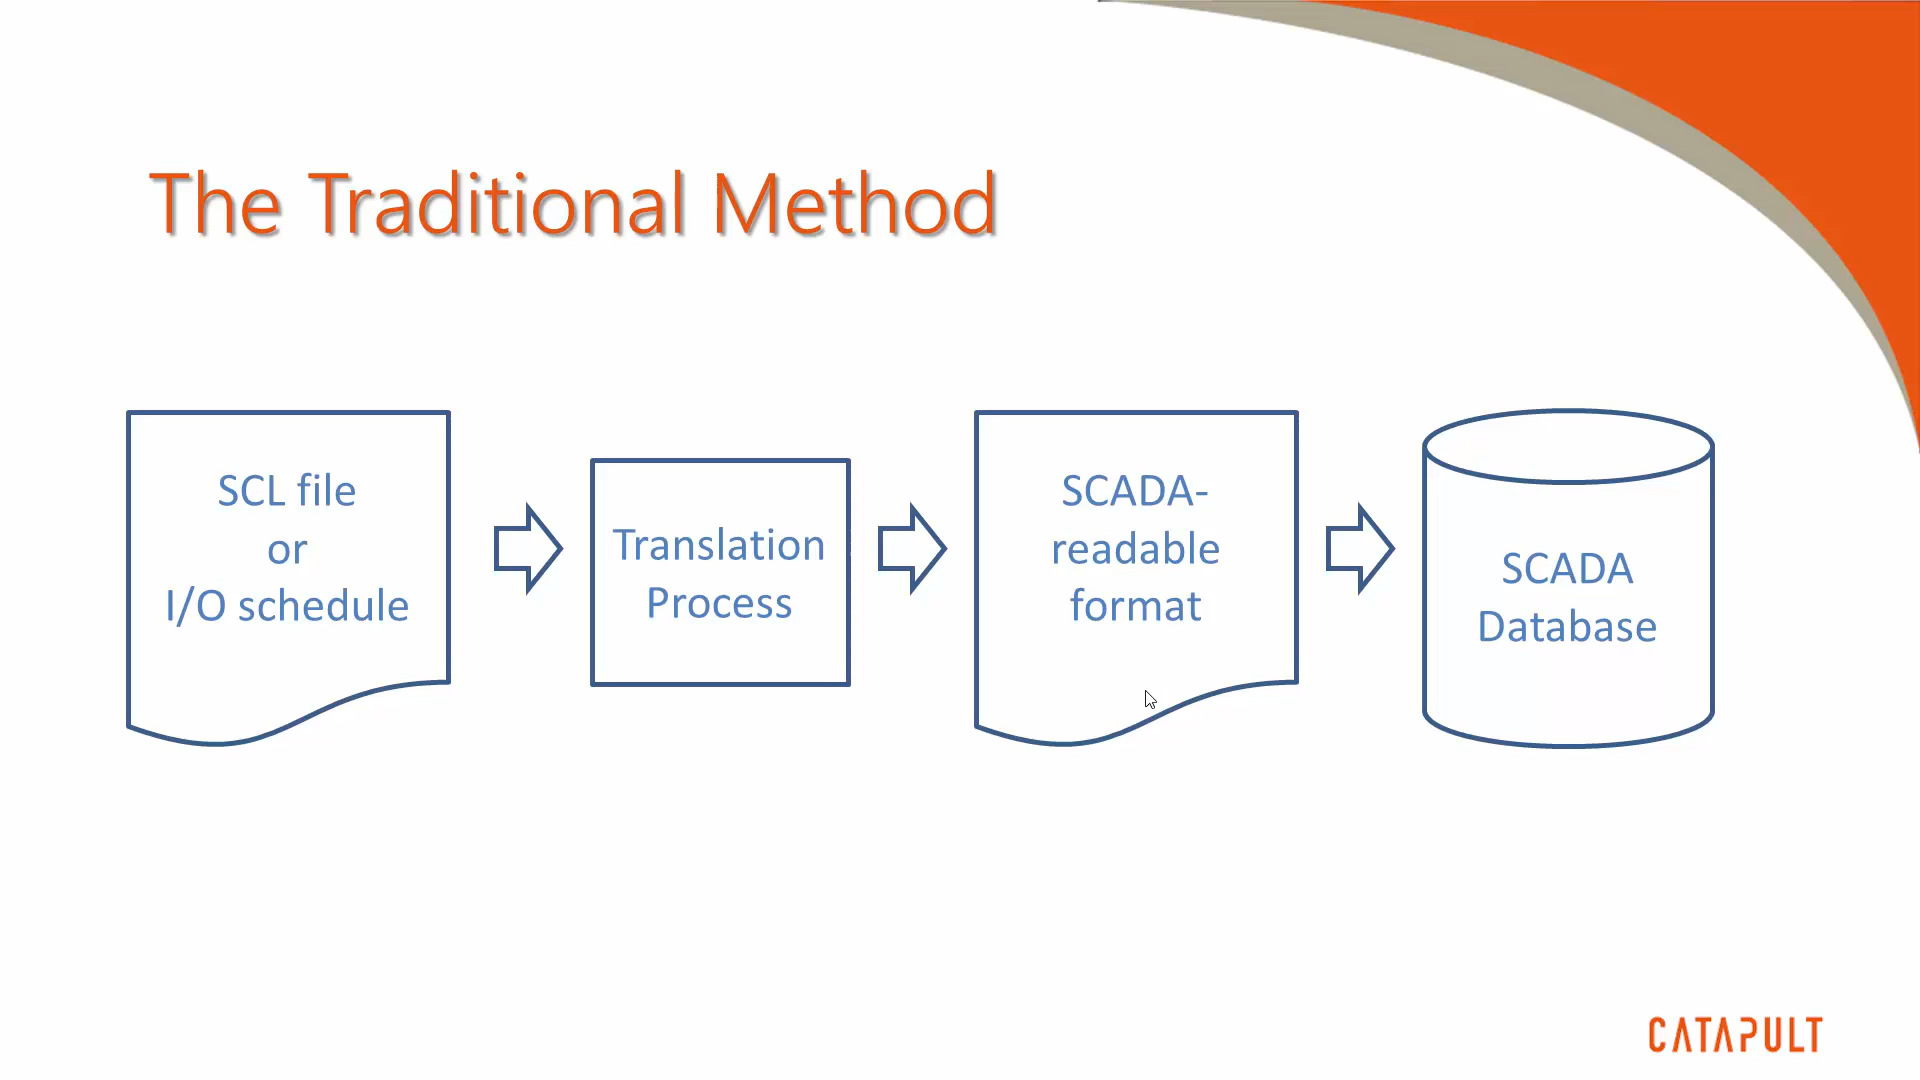 The Traditional Method
SCL file
or
I/O schedule
Translation
Process
SCADA-
readable
format
SCADA
Database
CATAPULT